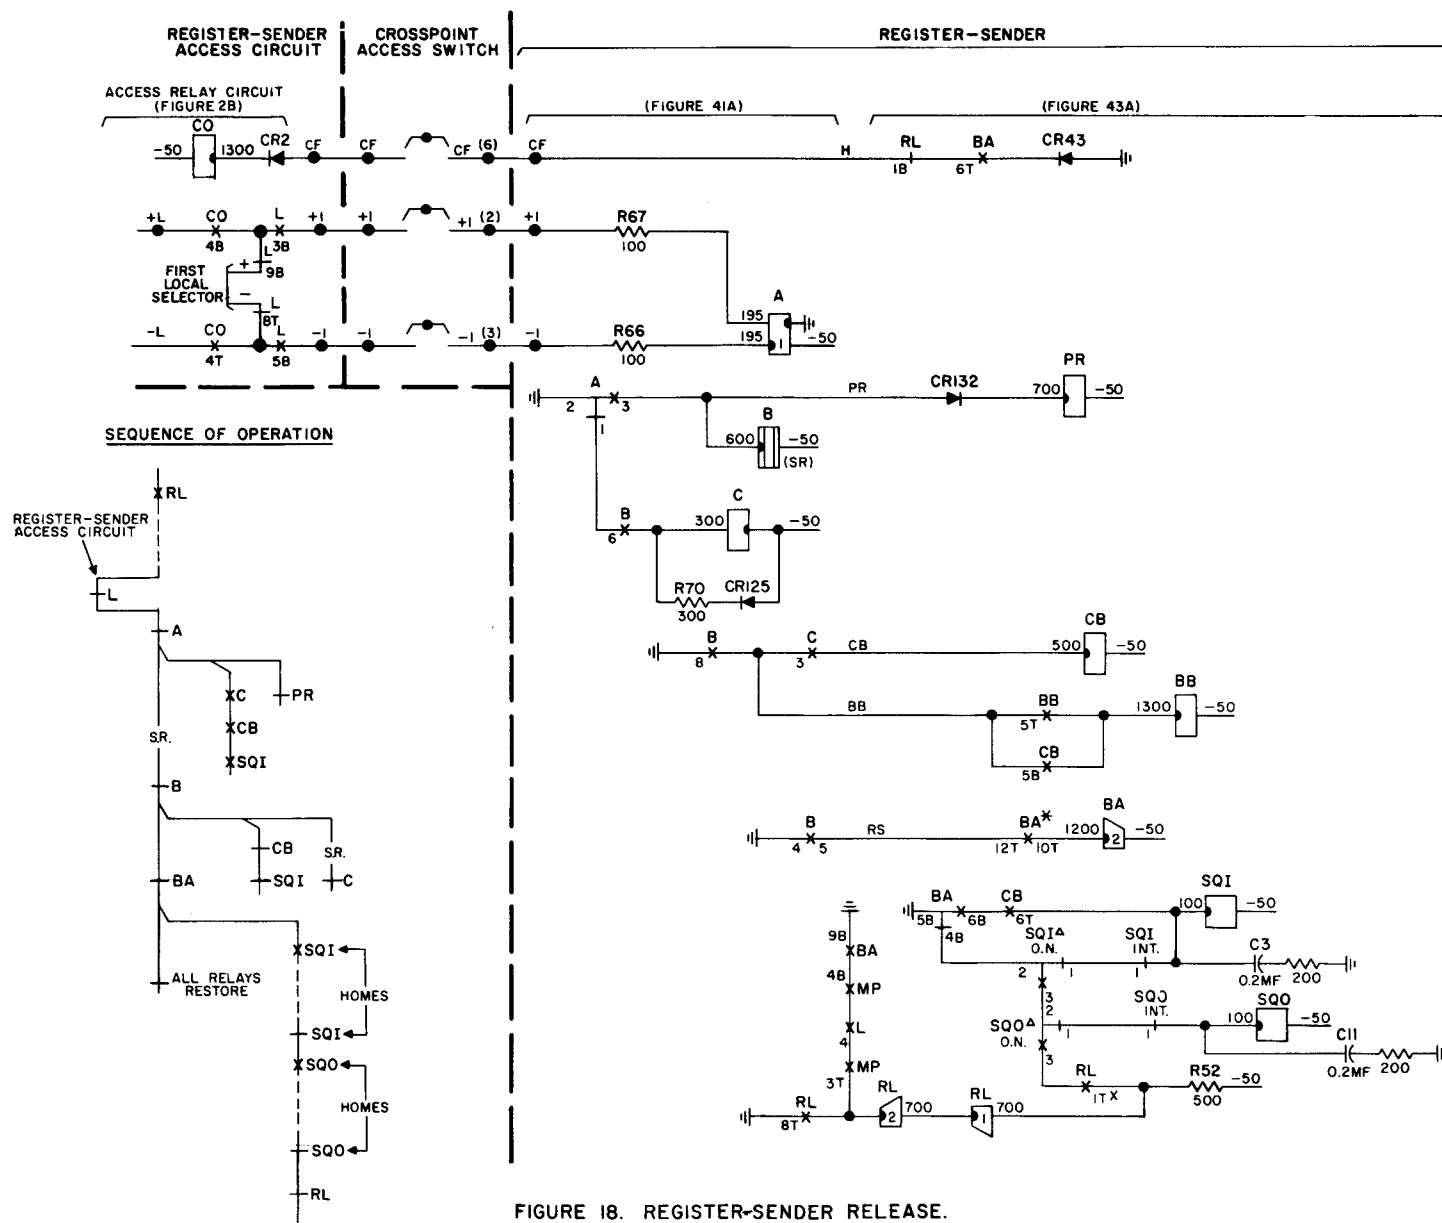 REGISTER-SENDER
ACCESS CIRCUIT
CROSSPOINT
ACCESS SWITCH
REGISTER-SENDER
ACCESS RELAY CIRCUIT
(FIGURE 2B)
(FIGURE 41A)
(FIGURE 43A)
CO
-50
1300
CR2
CF
CF
CF
(6)
CF
H
RL
1B
BA
6T
CR43
+L
CO
4B
L
3B
+1
+1
+1
(2)
+1
R67
100
FIRST
LOCAL
SELECTOR
+
-
L
9B
L
8T
A
195
195
1
-50
-L
CO
4T
L
5B
-1
-1
-1
(3)
-1
R66
100
A
2
3
1
PR
CR132
700
PR
-50
600
B
-50
(SR)
SEQUENCE OF OPERATION
RL
REGISTER-SENDER
ACCESS CIRCUIT
L
A
C
PR
CB
SQI
S.R.
B
CB
S.R.
BA
SQI
C
SQI
ALL RELAYS
RESTORE
HOMES
SQI
SQO
HOMES
SQO
RL
B
6
300
C
-50
R70
300
CR125
B
8
C
3
CB
500
CB
-50
BB
BB
5T
CB
5B
1300
BB
-50
B
4 5
RS
BA*
12T 10T
1200
BA
2
-50
BA
5B
6B
4B
CB
6T
100
SQI
-50
SQI△
O.N.
2
1
SQI
INT.
1
C3
0.2MF
200
3
2
SQO△
O.N.
1
3
SQO
INT.
1
100
SQO
-50
C11
0.2MF
200
9B
BA
4B
MP
L
4
MP
3T
RL
8T
RL
2
700
RL
1
700
RL
1T X
R52
500
-50
FIGURE 18. REGISTER-SENDER RELEASE.